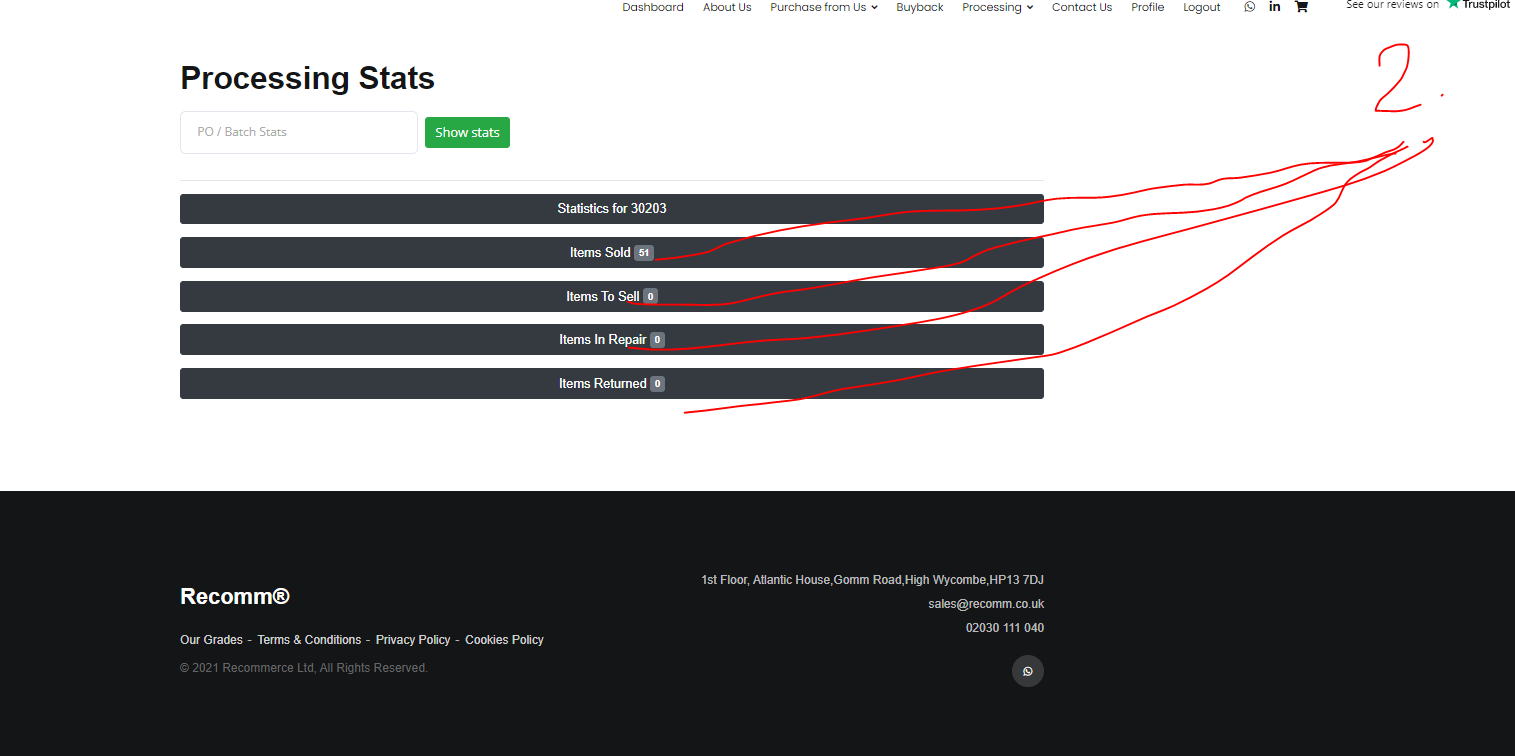 Dashboard About Us Purchase from Us Buyback Processing Contact Us Profile Logout See our reviews on Trustpilot
2.
Processing Stats
PO / Batch Stats Show stats
Statistics for 30203
Items Sold 51
Items To Sell 0
Items In Repair 0
Items Returned 0
Recomm®
Our Grades - Terms & Conditions - Privacy Policy - Cookies Policy
© 2021 Recommerce Ltd, All Rights Reserved.
1st Floor, Atlantic House,Gomm Road,High Wycombe,HP13 7DJ
sales@recomm.co.uk
02030 111 040